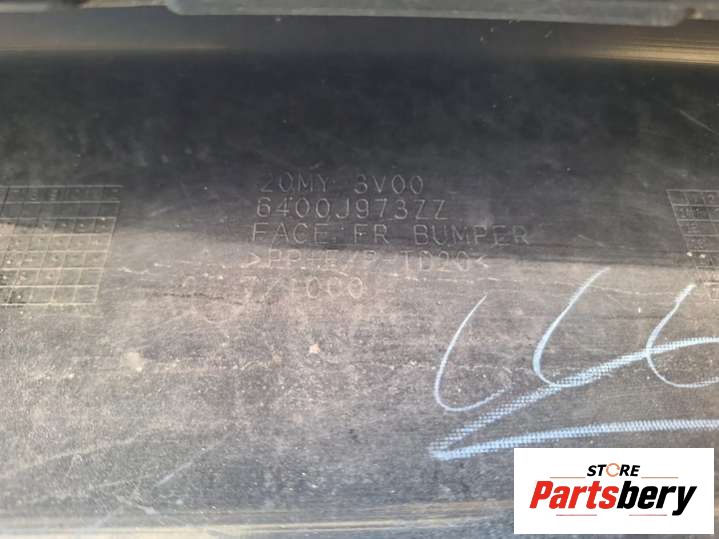 20MY 3V00
6400J973ZZ
FACE FR BUMPER
>PP+E/P TD20<
STORE
Partsbery